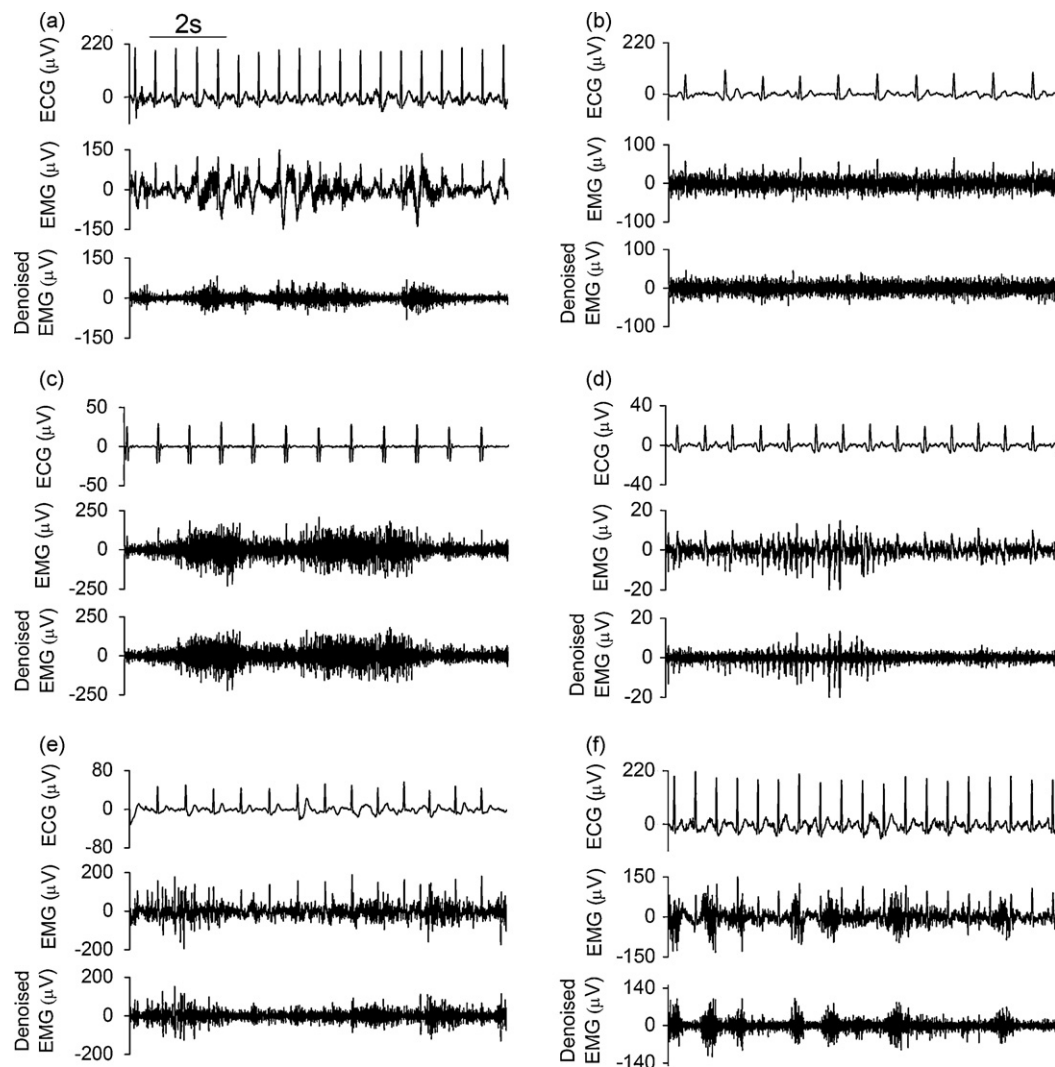 (a)
2s
220
0
ECG (μV)
150
0
-150
EMG (μV)
150
0
-150
Denoised
EMG (μV)
(b)
220
0
ECG (μV)
100
0
-100
EMG (μV)
100
0
-100
Denoised
EMG (μV)
(c)
50
0
-50
ECG (μV)
250
0
-250
EMG (μV)
250
0
-250
Denoised
EMG (μV)
(d)
40
0
-40
ECG (μV)
20
0
-20
EMG (μV)
20
0
-20
Denoised
EMG (μV)
(e)
80
0
-80
ECG (μV)
200
0
-200
EMG (μV)
200
0
-200
Denoised
EMG (μV)
(f)
220
0
ECG (μV)
150
0
-150
EMG (μV)
140
0
-140
Denoised
EMG (μV)